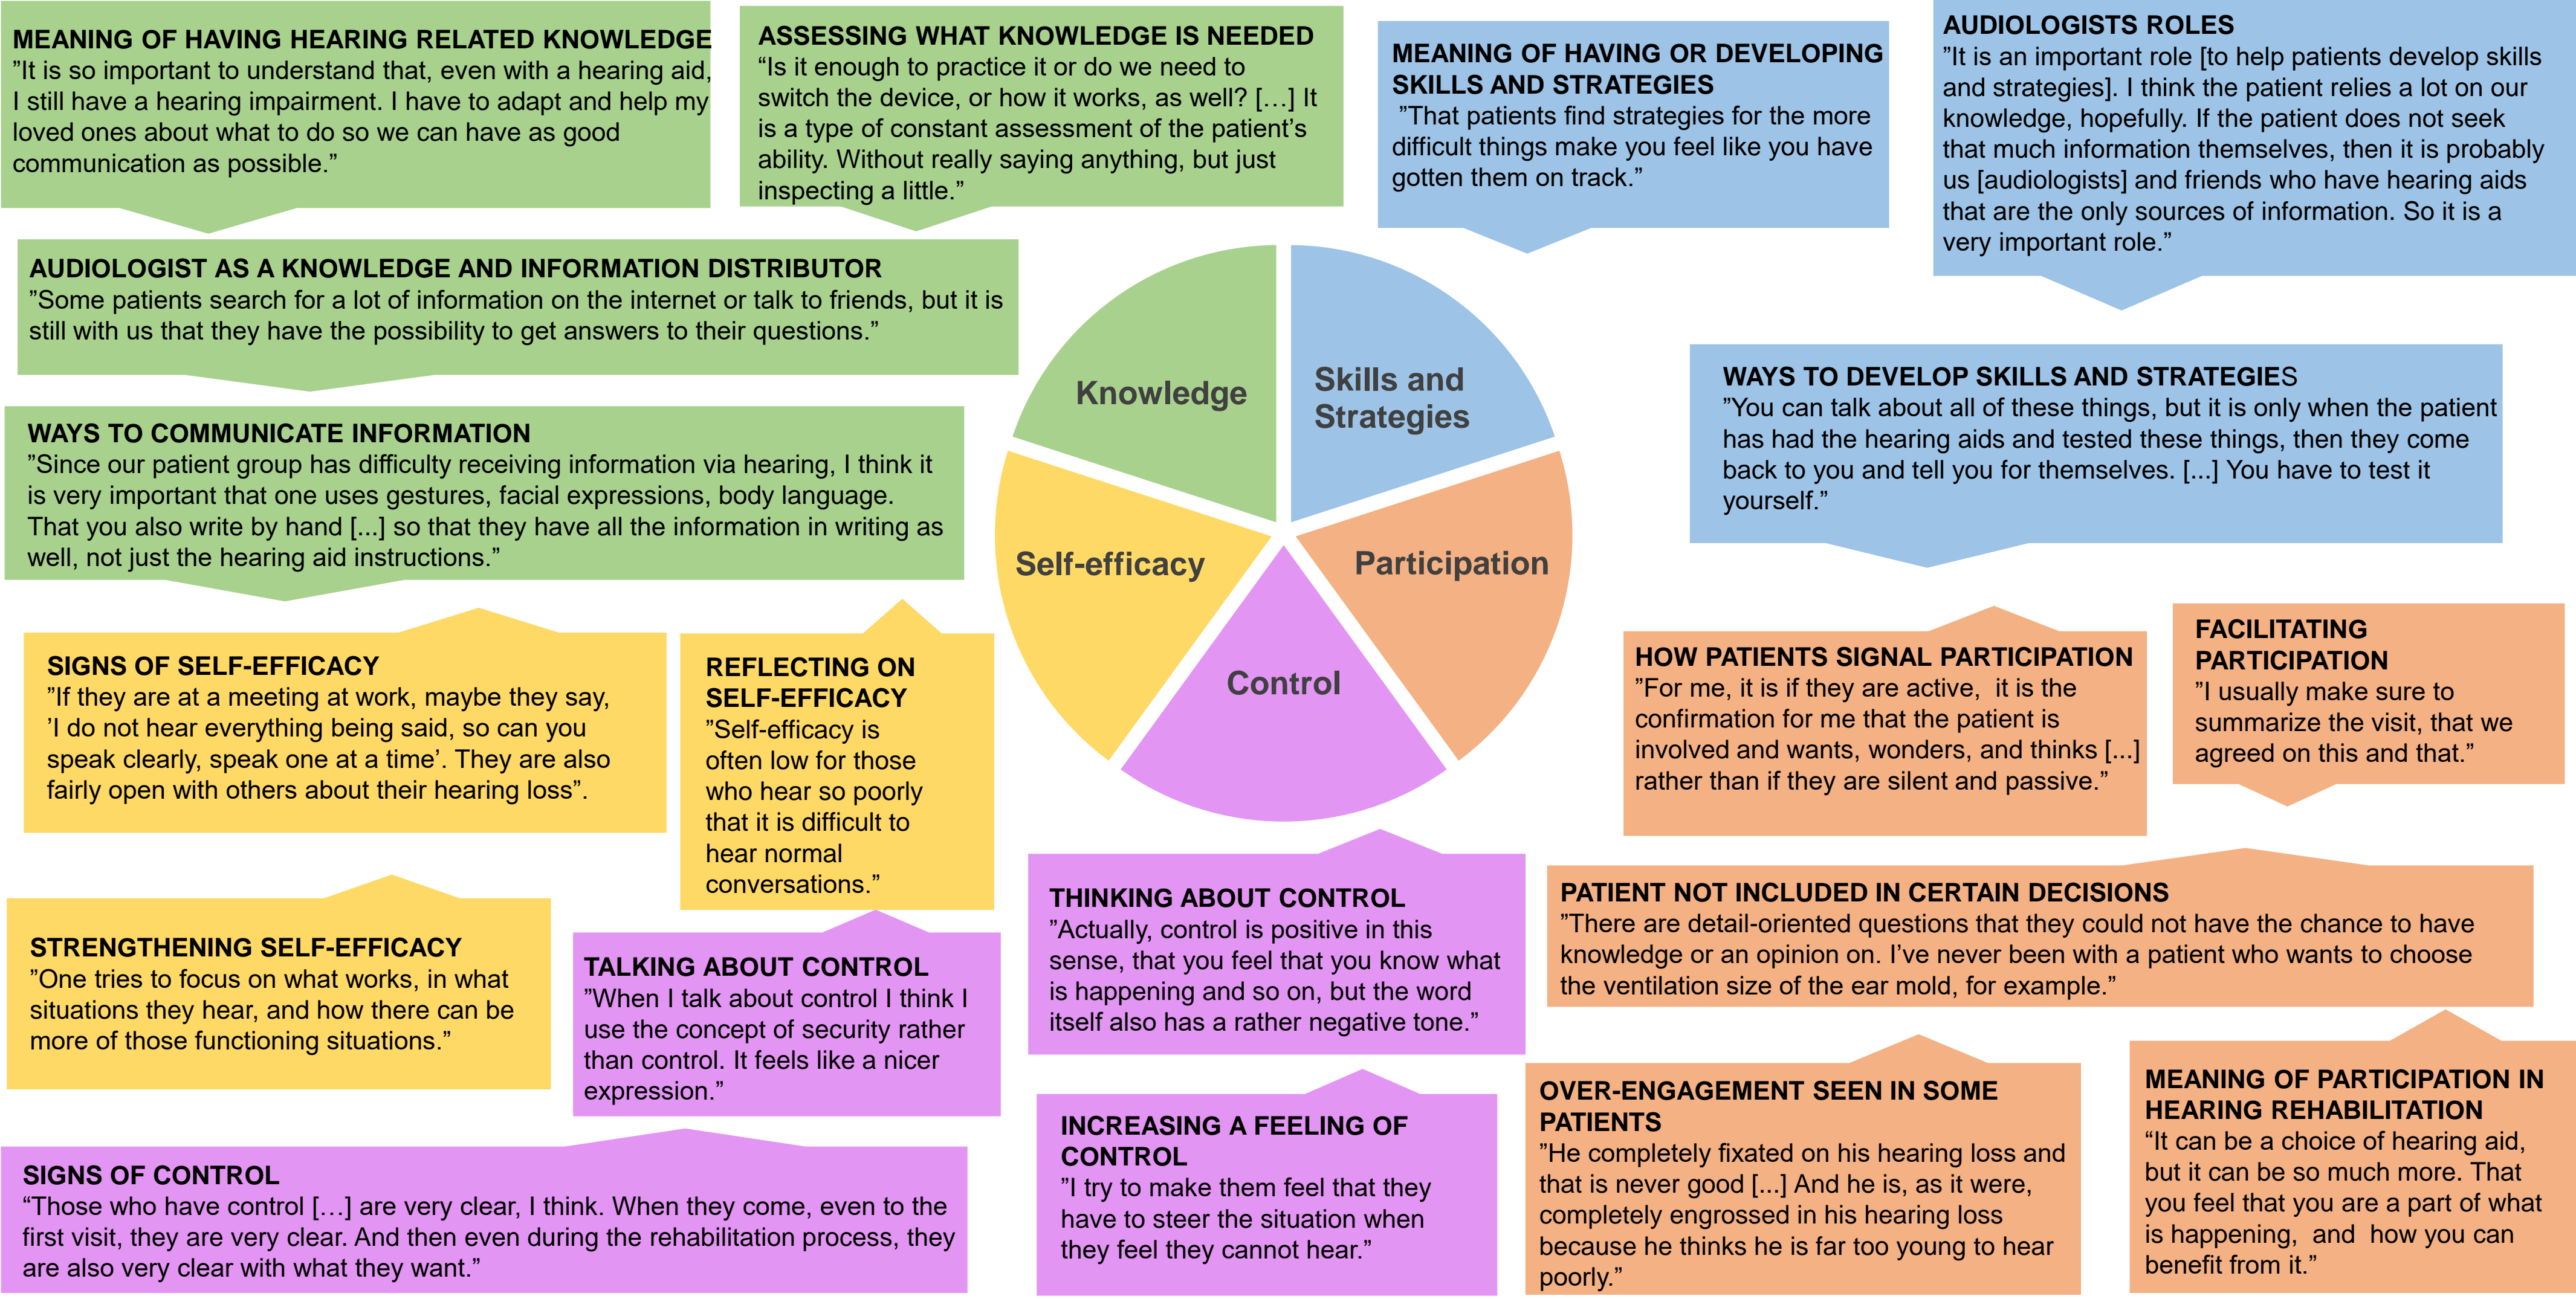 MEANING OF HAVING HEARING RELATED KNOWLEDGE
”It is so important to understand that, even with a hearing aid,
I still have a hearing impairment. I have to adapt and help my
loved ones about what to do so we can have as good
communication as possible.”
ASSESSING WHAT KNOWLEDGE IS NEEDED
“Is it enough to practice it or do we need to
switch the device, or how it works, as well? […] It
is a type of constant assessment of the patient’s
ability. Without really saying anything, but just
inspecting a little.”
MEANING OF HAVING OR DEVELOPING
SKILLS AND STRATEGIES
”That patients find strategies for the more
difficult things make you feel like you have
gotten them on track.”
AUDIOLOGISTS ROLES
”It is an important role [to help patients develop skills
and strategies]. I think the patient relies a lot on our
knowledge, hopefully. If the patient does not seek
that much information themselves, then it is probably
us [audiologists] and friends who have hearing aids
that are the only sources of information. So it is a
very important role.”
AUDIOLOGIST AS A KNOWLEDGE AND INFORMATION DISTRIBUTOR
”Some patients search for a lot of information on the internet or talk to friends, but it is
still with us that they have the possibility to get answers to their questions.”
WAYS TO COMMUNICATE INFORMATION
”Since our patient group has difficulty receiving information via hearing, I think it
is very important that one uses gestures, facial expressions, body language.
That you also write by hand [...] so that they have all the information in writing as
well, not just the hearing aid instructions.”
Knowledge
Skills and
Strategies
Self-efficacy
Participation
Control
WAYS TO DEVELOP SKILLS AND STRATEGIES
”You can talk about all of these things, but it is only when the patient
has had the hearing aids and tested these things, then they come
back to you and tell you for themselves. [...] You have to test it
yourself.”
SIGNS OF SELF-EFFICACY
”If they are at a meeting at work, maybe they say,
’I do not hear everything being said, so can you
speak clearly, speak one at a time’. They are also
fairly open with others about their hearing loss”.
REFLECTING ON
SELF-EFFICACY
”Self-efficacy is
often low for those
who hear so poorly
that it is difficult to
hear normal
conversations.”
HOW PATIENTS SIGNAL PARTICIPATION
”For me, it is if they are active, it is the
confirmation for me that the patient is
involved and wants, wonders, and thinks [...]
rather than if they are silent and passive.”
FACILITATING
PARTICIPATION
”I usually make sure to
summarize the visit, that we
agreed on this and that.”
STRENGTHENING SELF-EFFICACY
”One tries to focus on what works, in what
situations they hear, and how there can be
more of those functioning situations.”
TALKING ABOUT CONTROL
”When I talk about control I think I
use the concept of security rather
than control. It feels like a nicer
expression.”
THINKING ABOUT CONTROL
”Actually, control is positive in this
sense, that you feel that you know what
is happening and so on, but the word
itself also has a rather negative tone.”
PATIENT NOT INCLUDED IN CERTAIN DECISIONS
”There are detail-oriented questions that they could not have the chance to have
knowledge or an opinion on. I’ve never been with a patient who wants to choose
the ventilation size of the ear mold, for example.”
SIGNS OF CONTROL
“Those who have control […] are very clear, I think. When they come, even to the
first visit, they are very clear. And then even during the rehabilitation process, they
are also very clear with what they want.”
INCREASING A FEELING OF
CONTROL
”I try to make them feel that they
have to steer the situation when
they feel they cannot hear.”
OVER-ENGAGEMENT SEEN IN SOME
PATIENTS
”He completely fixated on his hearing loss and
that is never good [...] And he is, as it were,
completely engrossed in his hearing loss
because he thinks he is far too young to hear
poorly.”
MEANING OF PARTICIPATION IN
HEARING REHABILITATION
“It can be a choice of hearing aid,
but it can be so much more. That
you feel that you are a part of what
is happening, and how you can
benefit from it.”